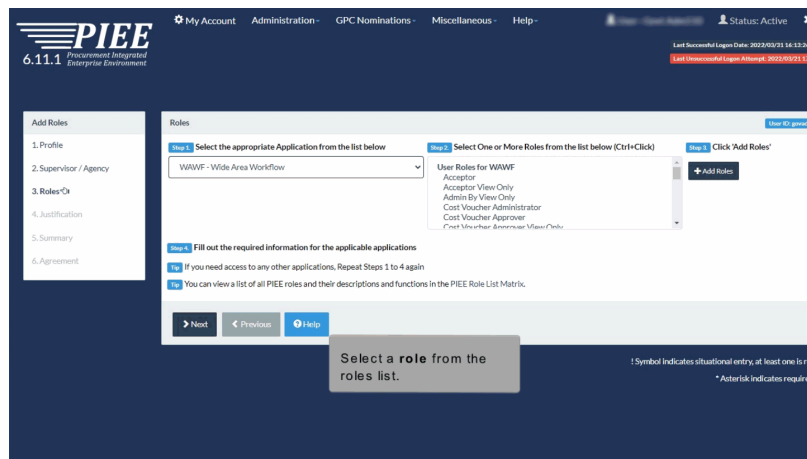 My Account Administration GPC Nominations Miscellaneous Help
Status: Active
PIEE
6.11.1 Procurement Integrated
Enterprise Environment
Last Successful Logon Date: 2022/03/31 16:13:2
Last Unsuccessful Logon Attempt: 2022/03/21 1
Add Roles
1. Profile
2. Supervisor / Agency
3. Roles
4. Justification
5. Summary
6. Agreement
Roles
User ID: gova
Step 1. Select the appropriate Application from the list below
WAWF - Wide Area Workflow
Step 2. Select One or More Roles from the list below (Ctrl+Click)
User Roles for WAWF
Acceptor
Acceptor View Only
Admin By View Only
Cost Voucher Administrator
Cost Voucher Approver
Cost Voucher Approver View Only
Step 3. Click 'Add Roles'
Add Roles
Step 4. Fill out the required information for the applicable applications
Tip If you need access to any other applications, Repeat Steps 1 to 4 again
Tip You can view a list of all PIEE roles and their descriptions and functions in the PIEE Role List Matrix.
Next Previous Help
Select a role from the
roles list.
! Symbol indicates situational entry, at least one is r
* Asterisk indicates require